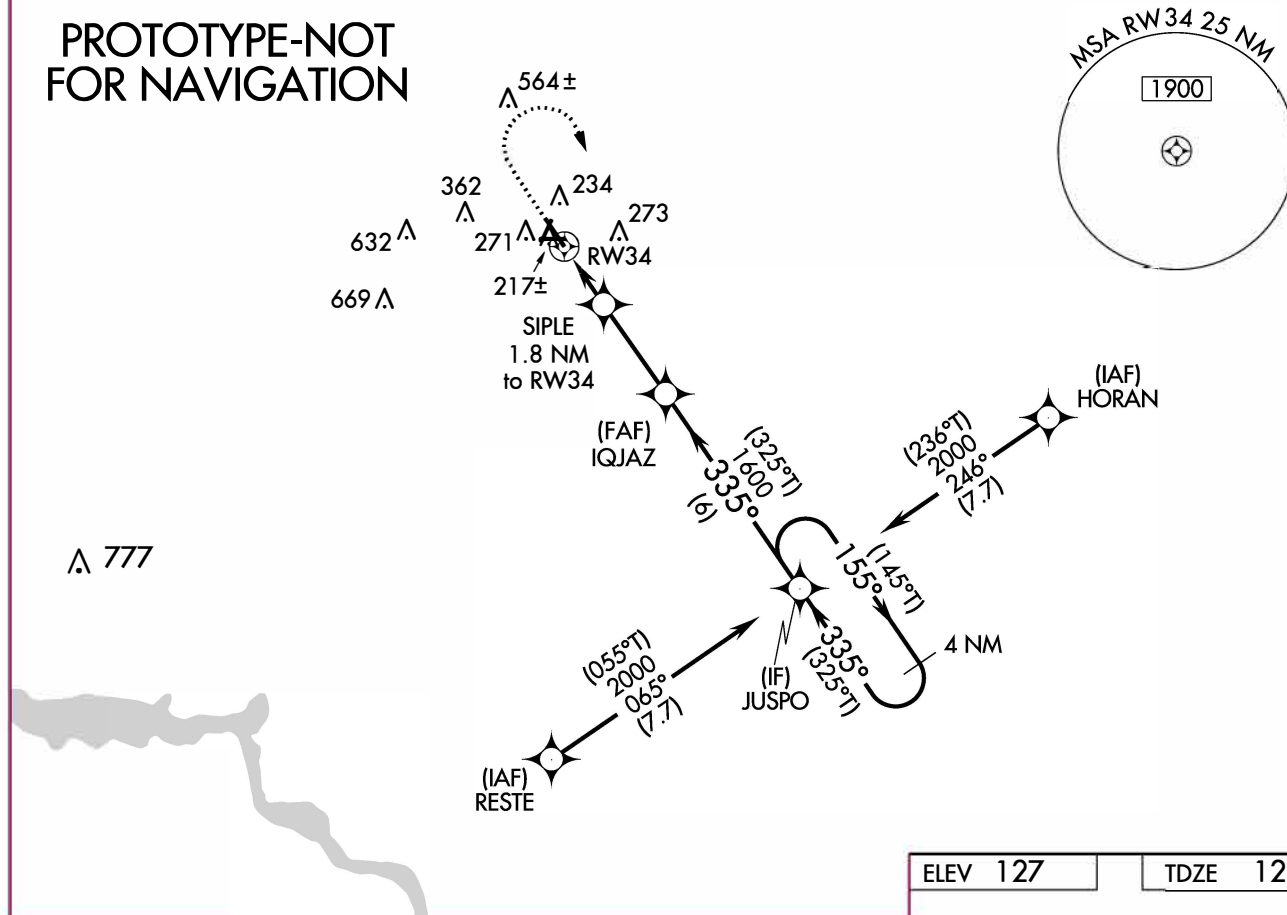 PROTOTYPE-NOT
FOR NAVIGATION
MSA RW34 25 NM
1900
564±
362
234
632
271
273
RW34
217±
669
SIPLE
1.8 NM
to RW34
(IAF)
HORAN
(FAF)
IQJAZ
(325°T)
1600
335°
(6)
(236°T)
2000
246°
(7.7)
777
155°
(145°T)
4 NM
335°
(325°T)
(IF)
JUSPO
(055°T)
2000
065°
(7.7)
(IAF)
RESTE
ELEV 127
TDZE 12